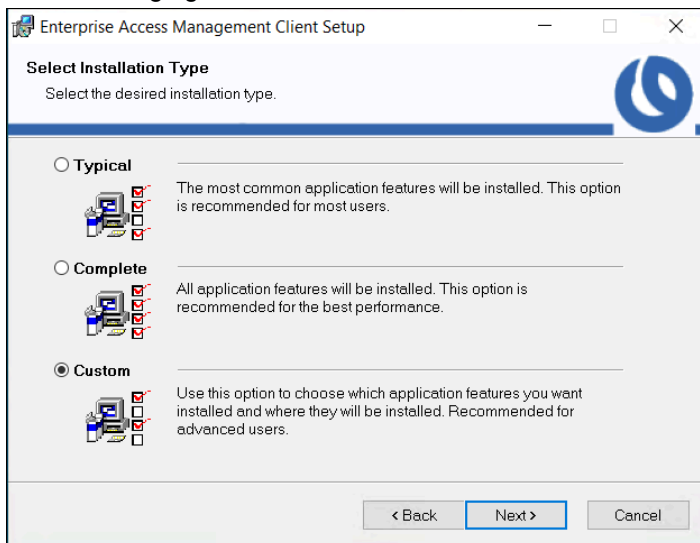 Enterprise Access Management Client Setup
Select Installation Type
Select the desired installation type.
Typical
The most common application features will be installed. This option
is recommended for most users.
Complete
All application features will be installed. This option is
recommended for the best performance.
Custom
Use this option to choose which application features you want
installed and where they will be installed. Recommended for
advanced users.
< Back Next > Cancel